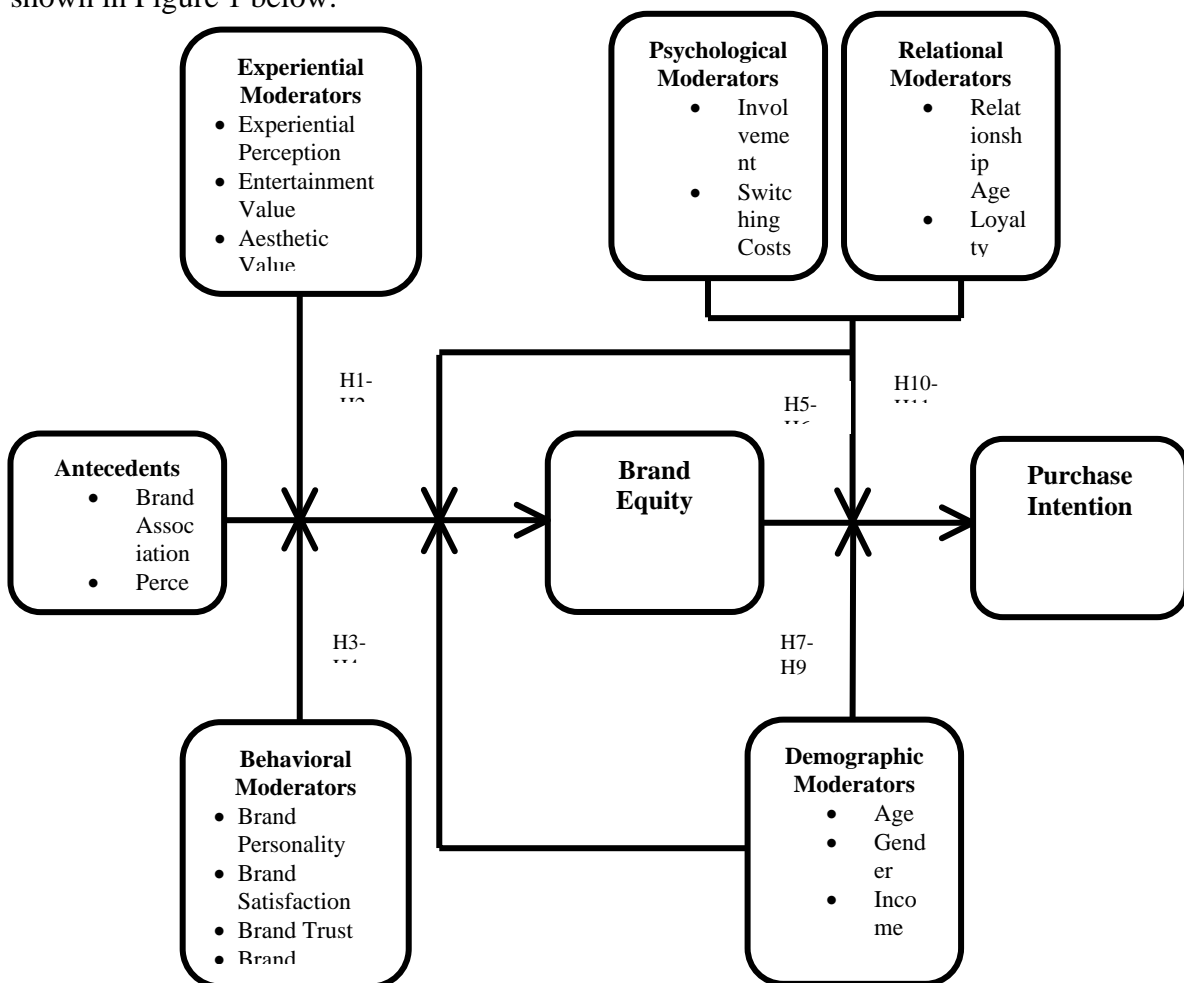 shown in Figure 1 below.
Experiential
Moderators
• Experiential
Perception
• Entertainment
Value
• Aesthetic
Value
Psychological
Moderators
• Invol
veme
nt
• Switc
hing
Costs
Relational
Moderators
• Relat
ionsh
ip
Age
• Loyal
ty
H1-
H10-
H5-
Antecedents
• Brand
Assoc
iation
• Perce
Brand
Equity
Purchase
Intention
H3-
H7-
H9
Behavioral
Moderators
• Brand
Personality
• Brand
Satisfaction
• Brand Trust
• Brand
Demographic
Moderators
• Age
• Gend
er
• Inco
me